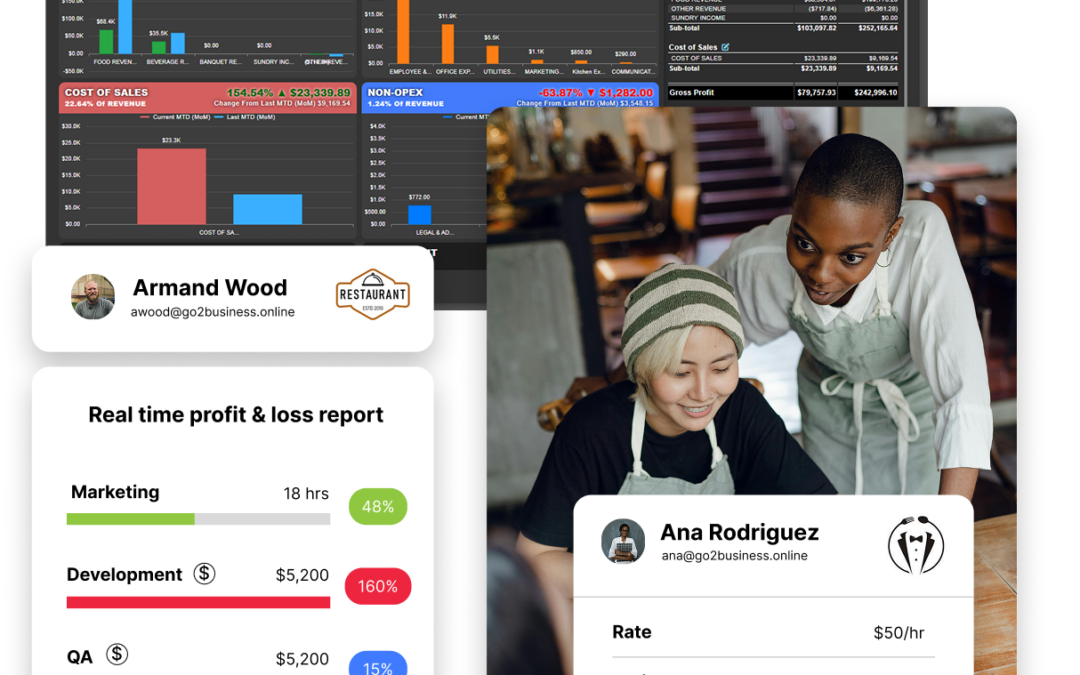 $150.0K
$100.0K
$50.0K
$0.00
-$50.0K
$68.4K
$35.5K
$0.00
$0.00
FOOD REVEN...
BEVERAGE R...
BANQUET RE...
SUNDRY INC...
$15.0K
$10.0K
$5.0K
$0.00
$11.9K
$5.5K
$1.1K
$850.00
$290.00
EMPLOYEE &...
OFFICE EXP...
UTILITIES...
MARKETING...
Kitchen Ex...
COMMUNICAT...
OTHER REVENUE ($717.84) ($6,361.28)
SUNDRY INCOME $0.00 $0.00
Sub-total $103,097.82 $252,165.64
Cost of Sales
COST OF SALES $23,339.89 $9,169.54
Sub-total $23,339.89 $9,169.54
Gross Profit $79,757.93 $242,996.10
COST OF SALES 154.54% ▲ $23,339.89
22.64% OF REVENUE Change From Last MTD (MoM) $9,169.54
Current MTD (MoM) Last MTD (MoM)
$30.0K
$25.0K
$20.0K
$15.0K
$10.0K
$5.0K
$0.00
$23.3K
COST OF SA...
NON-OPEX -63.87% ▼ $1,282.00
1.24% OF REVENUE Change From Last MTD (MoM) $3,548.15
Current MT
$4.0K
$3.5K
$3.0K
$2.5K
$2.0K
$1.5K
$1.0K
$500.00
$0.00
$772.00
LEGAL & AD...
Armand Wood
awood@go2business.online
RESTAURANT
ESTD 2019
Real time profit & loss report
Marketing 18 hrs 48%
Development $ $5,200 160%
QA $ $5,200 15%
Ana Rodriguez
ana@go2business.online
Rate $50/hr